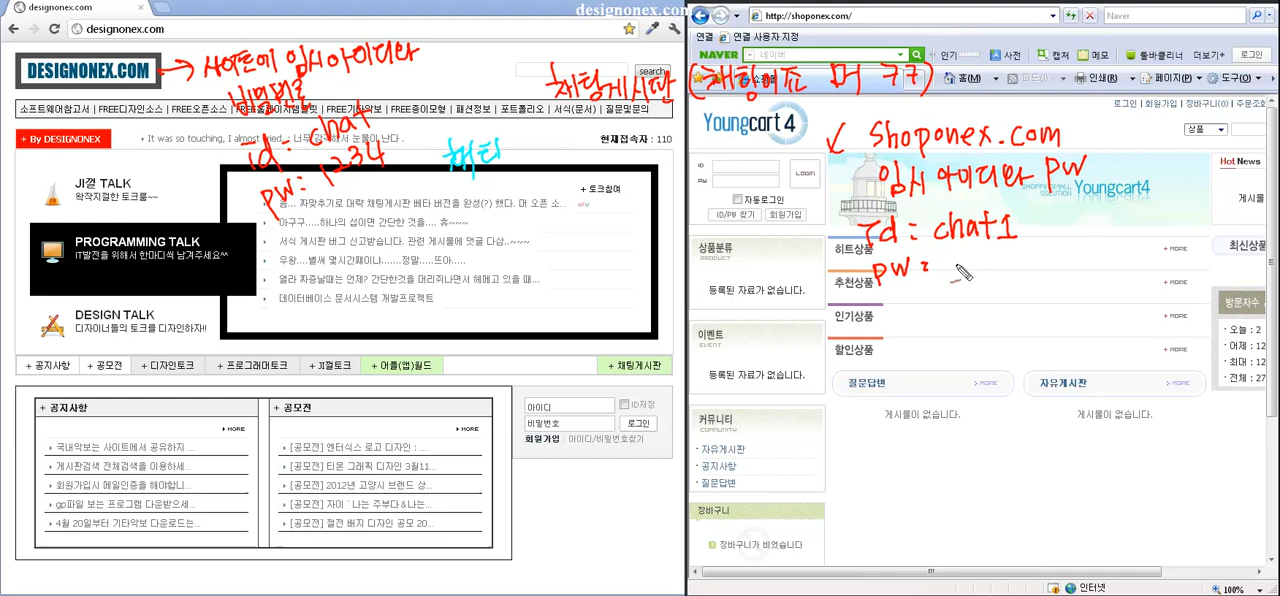 designonex.com
designonex.com
designonex.com
DESIGNONEX.COM
search
소프트웨어참고서 | FREE디자인소스 | FREE오픈소스 | FREE홈페이지템플릿 | FREE기타악보 | FREE종이모형 | 패션정보 | 포트폴리오 | 서식(문서) | 질문및문의
+ By DESIGNONEX
It was so touching, I almost cried. : 너무 감격해서 눈물이 난다.
현재접속자 : 110
사이트에 임시아이디와
비밀번호
id : chat
pw : 1234
채팅게시판
채팅
JI껄 TALK
왁작지껄한 토크룸~~
PROGRAMMING TALK
IT발전을 위해서 한마디씩 남겨주세요^^
DESIGN TALK
디자이너들의 토크를 디자인하자!!
+ 토크참여
흠... 짜맞추기로 대략 채팅게시판 베타 버전을 완성(?) 했다. 머 오픈 소...
야구구....하나의 섭이면 간단한 것을.... 휴~~~
서식 게시판 버그 신고받습니다. 관련 게시물에 댓글 다삼..~~~
우왕....벌써 몇시간째이냐......정말.....뜨아...
열라 짜증날때는 언제? 간단한것을 머리쥐나면서 헤메고 있을 때...
데이터베이스 문서시스템 개발프로젝트
+ 공지사항
+ 공모전
+ 디자인토크
+ 프로그래머토크
+ JI껄토크
+ 어플(앱)월드
+ 채팅게시판
+ 공지사항
MORE
국내악보는 사이트에서 공유하지 ...
게시판검색 전체검색을 이용하세...
회원가입시 메일인증을 해야합니...
gp파일 보는 프로그램 다운받으세...
4월 20일부터 기타악보 다운로드는...
+ 공모전
MORE
[공모전] 엔터식스 로고 디자인 : ...
[공모전] 티몬 그래픽 디자인 3월11...
[공모전] 2012년 고양시 브랜드 상...
[공모전] 자이 `나는 주부다&나는...
[공모전] 절전 배지 디자인 공모 20...
아이디
ID저장
비밀번호
로그인
회원가입 | 아이디/비밀번호찾기
http://shoponex.com/
Naver
연결 연결 사용자 지정
NAVER
네이버
인기
사전
캡처
메모
툴바클리너
더보기+
로그인
홈(M)
피드(J)
인쇄(R)
페이지(P)
도구(O)
로그인 | 회원가입 | 장바구니(0) | 주문조회
Youngcart 4
상품
shoponex.com
임시 아이디와 pw
id : chat1
pw :
ID
PW
LOGIN
자동로그인
ID/PW 찾기
회원가입
SHOPPINGMALL SOLUTION
Youngcart4
Hot News
게시물
상품분류
PRODUCT
등록된 자료가 없습니다.
이벤트
EVENT
등록된 자료가 없습니다.
커뮤니티
COMMUNITY
자유게시판
공지사항
질문답변
장바구니
장바구니가 비었습니다
히트상품
+ MORE
추천상품
+ MORE
인기상품
+ MORE
할인상품
+ MORE
질문답변
> MORE
게시물이 없습니다.
자유게시판
> MORE
게시물이 없습니다.
최신상품
방문자수
오늘 : 2
어제 : 12
최대 : 12
전체 : 27
인터넷
100%